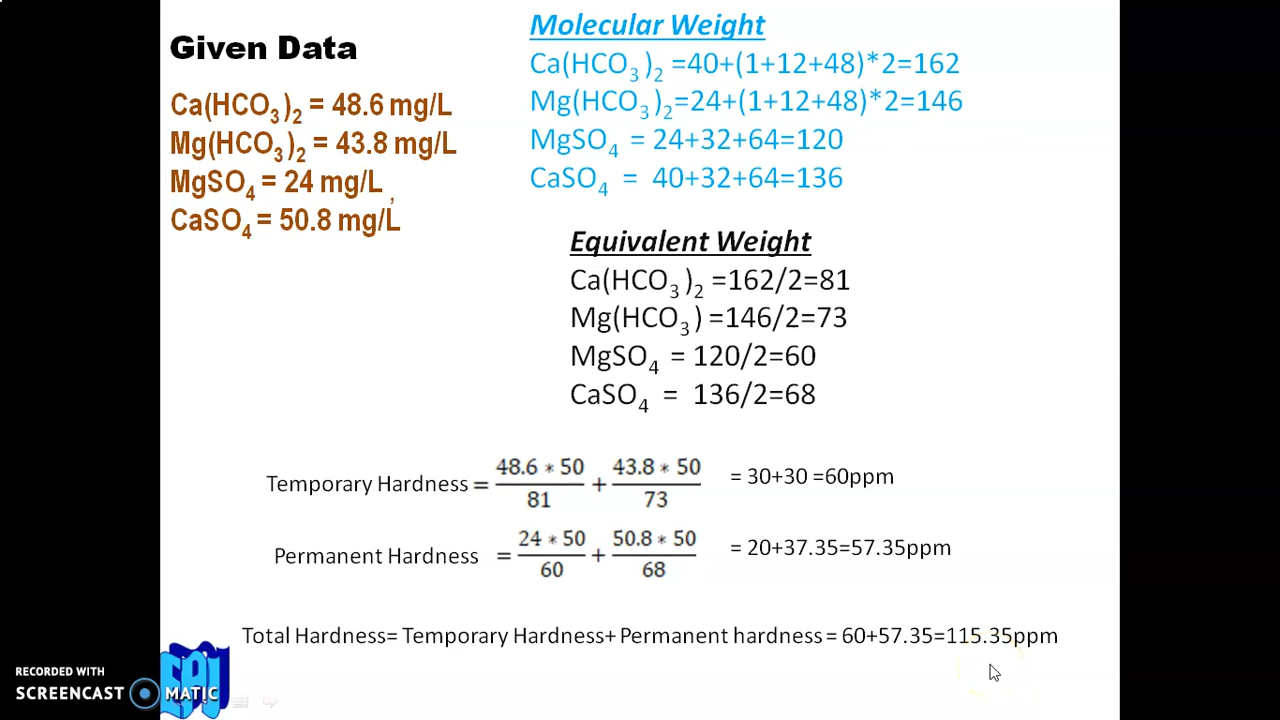 Given Data
Ca(HCO3)2 = 48.6 mg/L
Mg(HCO3)2 = 43.8 mg/L
MgSO4 = 24 mg/L ,
CaSO4 = 50.8 mg/L
Molecular Weight
Ca(HCO3)2 =40+(1+12+48)*2=162
Mg(HCO3)2=24+(1+12+48)*2=146
MgSO4 = 24+32+64=120
CaSO4 = 40+32+64=136
Equivalent Weight
Ca(HCO3)2 =162/2=81
Mg(HCO3) =146/2=73
MgSO4 = 120/2=60
CaSO4 = 136/2=68
Temporary Hardness = 48.6 * 50 / 81 + 43.8 * 50 / 73 = 30+30 =60ppm
Permanent Hardness = 24 * 50 / 60 + 50.8 * 50 / 68 = 20+37.35=57.35ppm
Total Hardness= Temporary Hardness+ Permanent hardness = 60+57.35=115.35ppm
RECORDED WITH
SCREENCAST MATIC